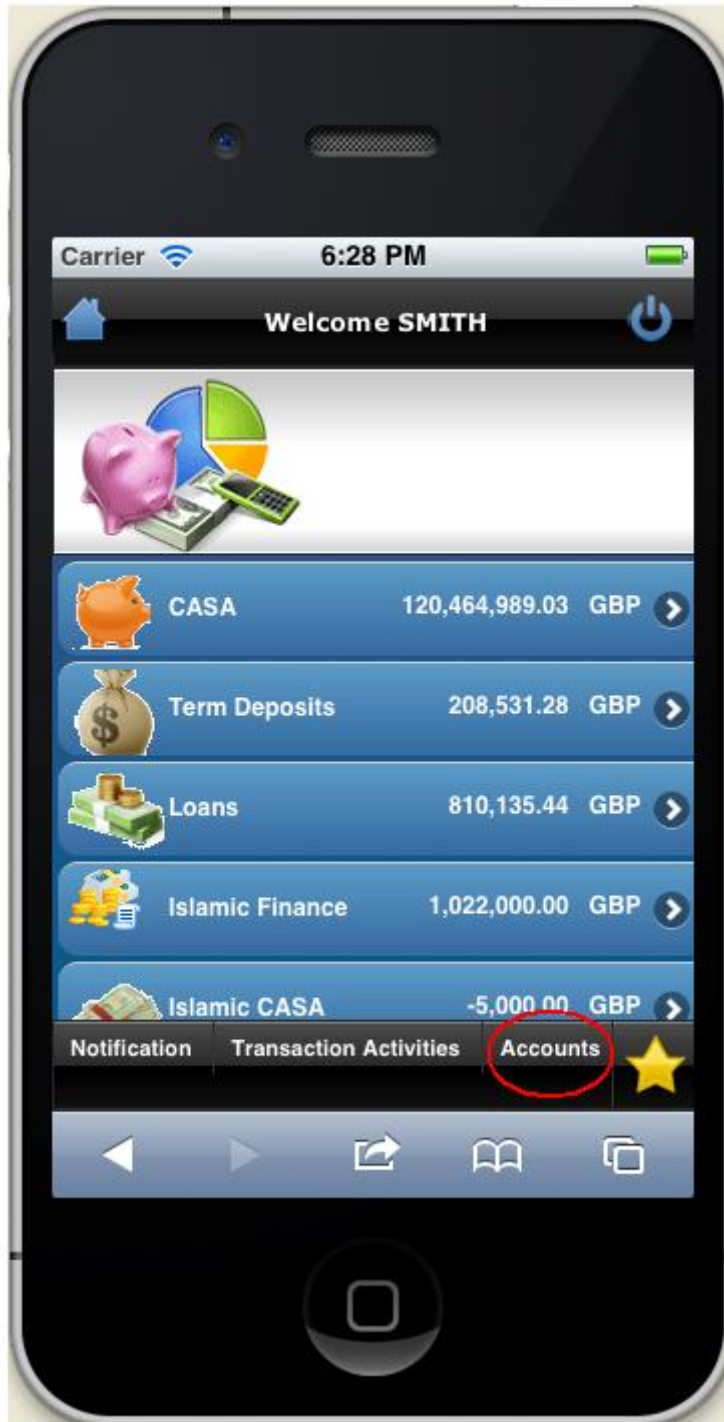 Carrier 6:28 PM
Welcome SMITH
CASA 120,464,989.03 GBP
Term Deposits 208,531.28 GBP
Loans 810,135.44 GBP
Islamic Finance 1,022,000.00 GBP
Islamic CASA -5,000.00 GBP
Notification Transaction Activities Accounts